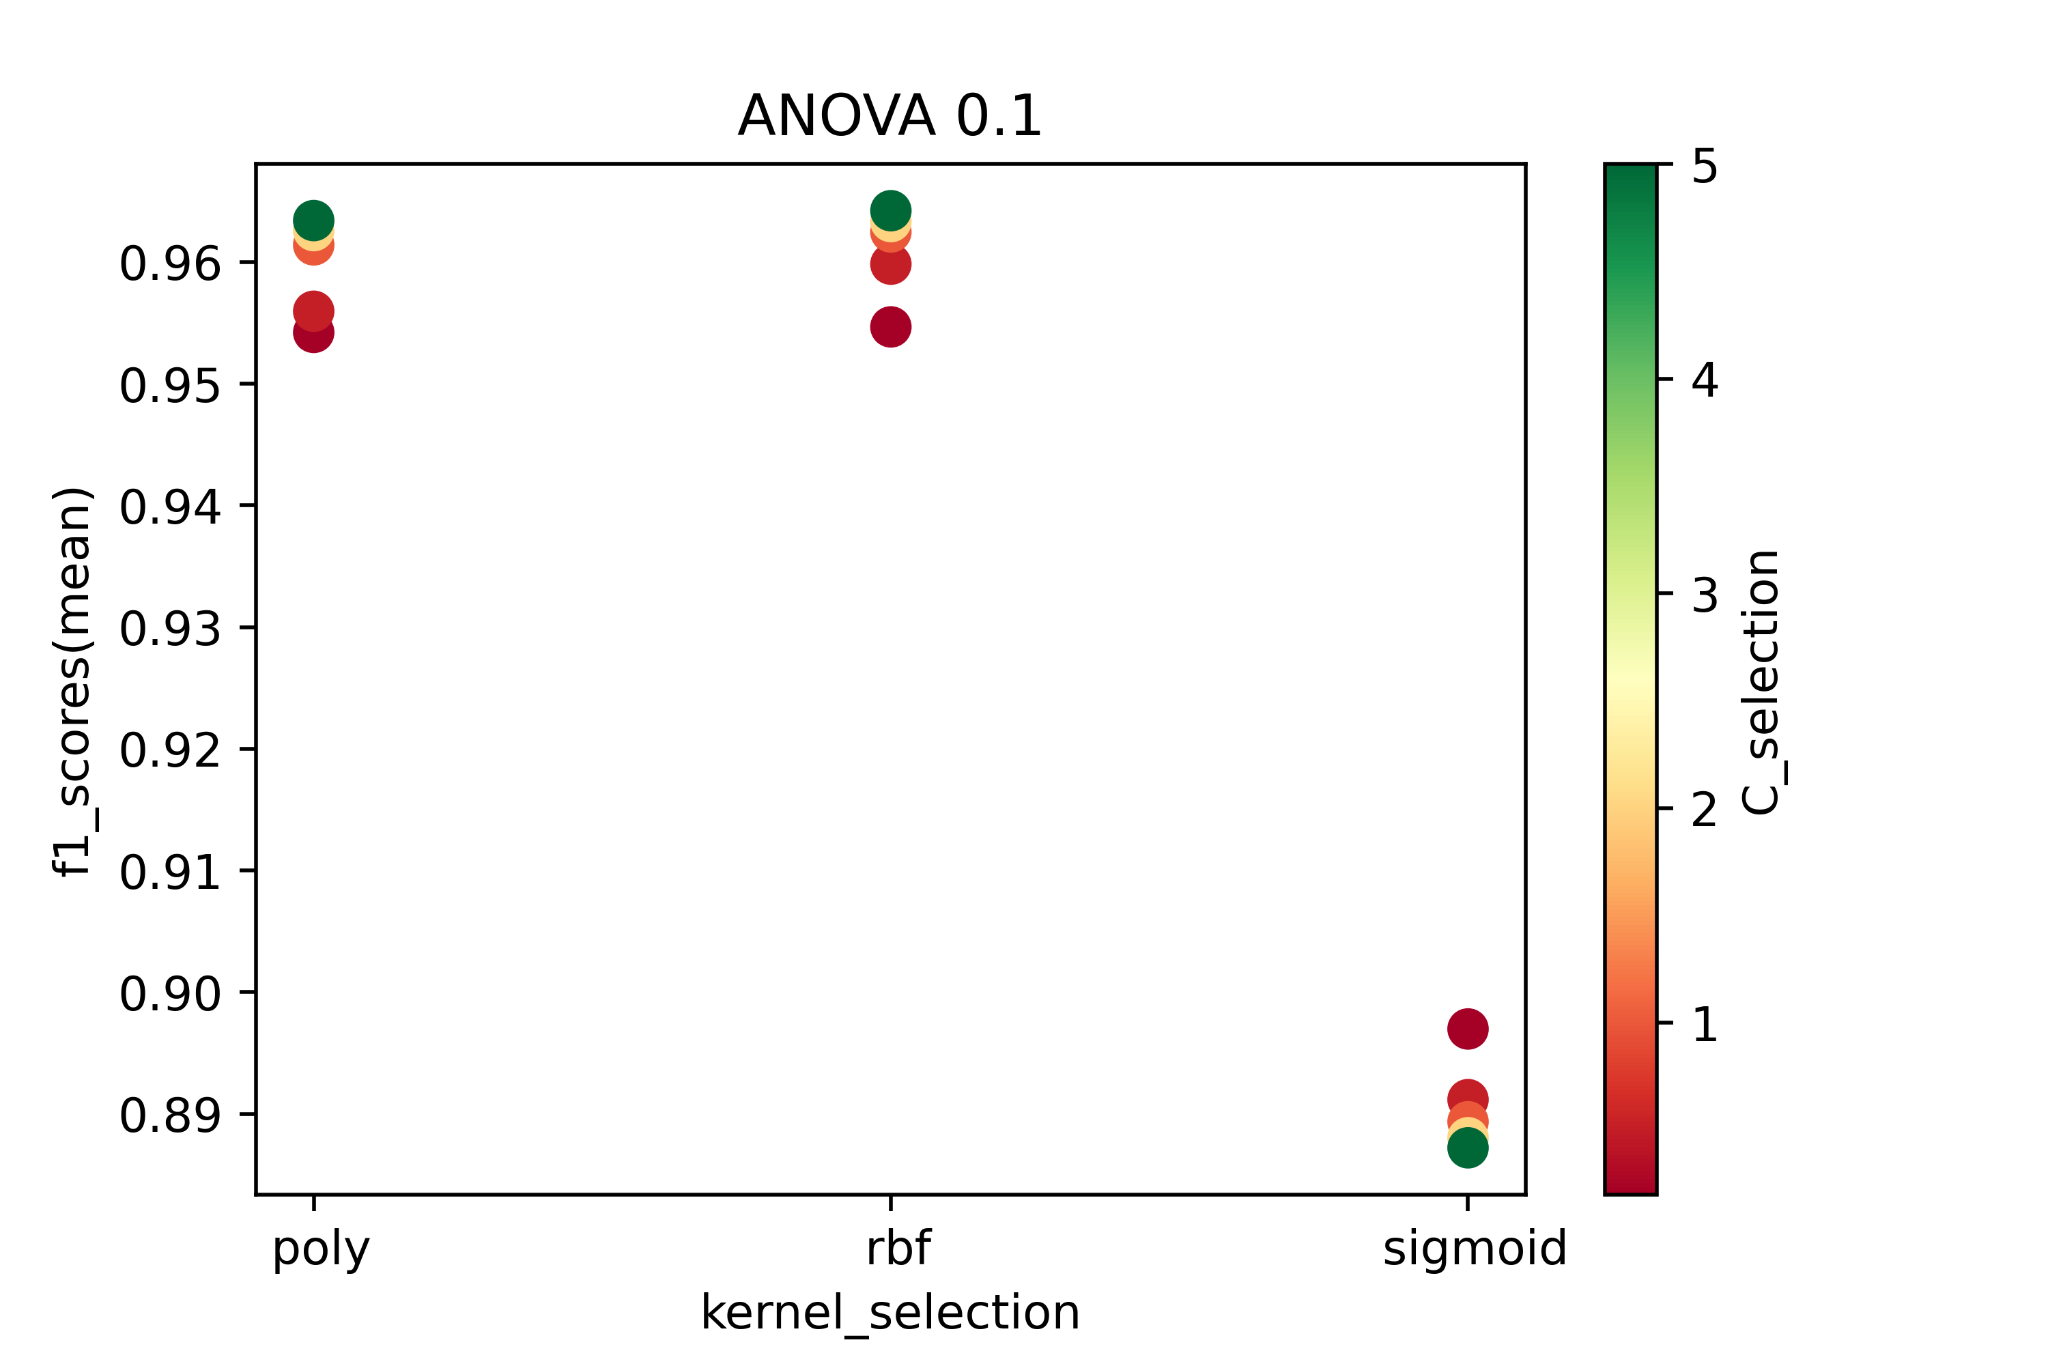 ANOVA 0.1
f1_scores(mean)
0.96
0.95
0.94
0.93
0.92
0.91
0.90
0.89
poly
rbf
sigmoid
kernel_selection
5
4
3
2
1
C_selection